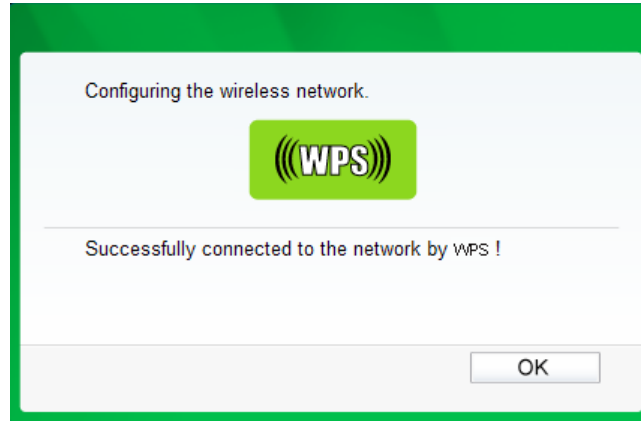 Configuring the wireless network.
(((WPS)))
Successfully connected to the network by WPS !
OK